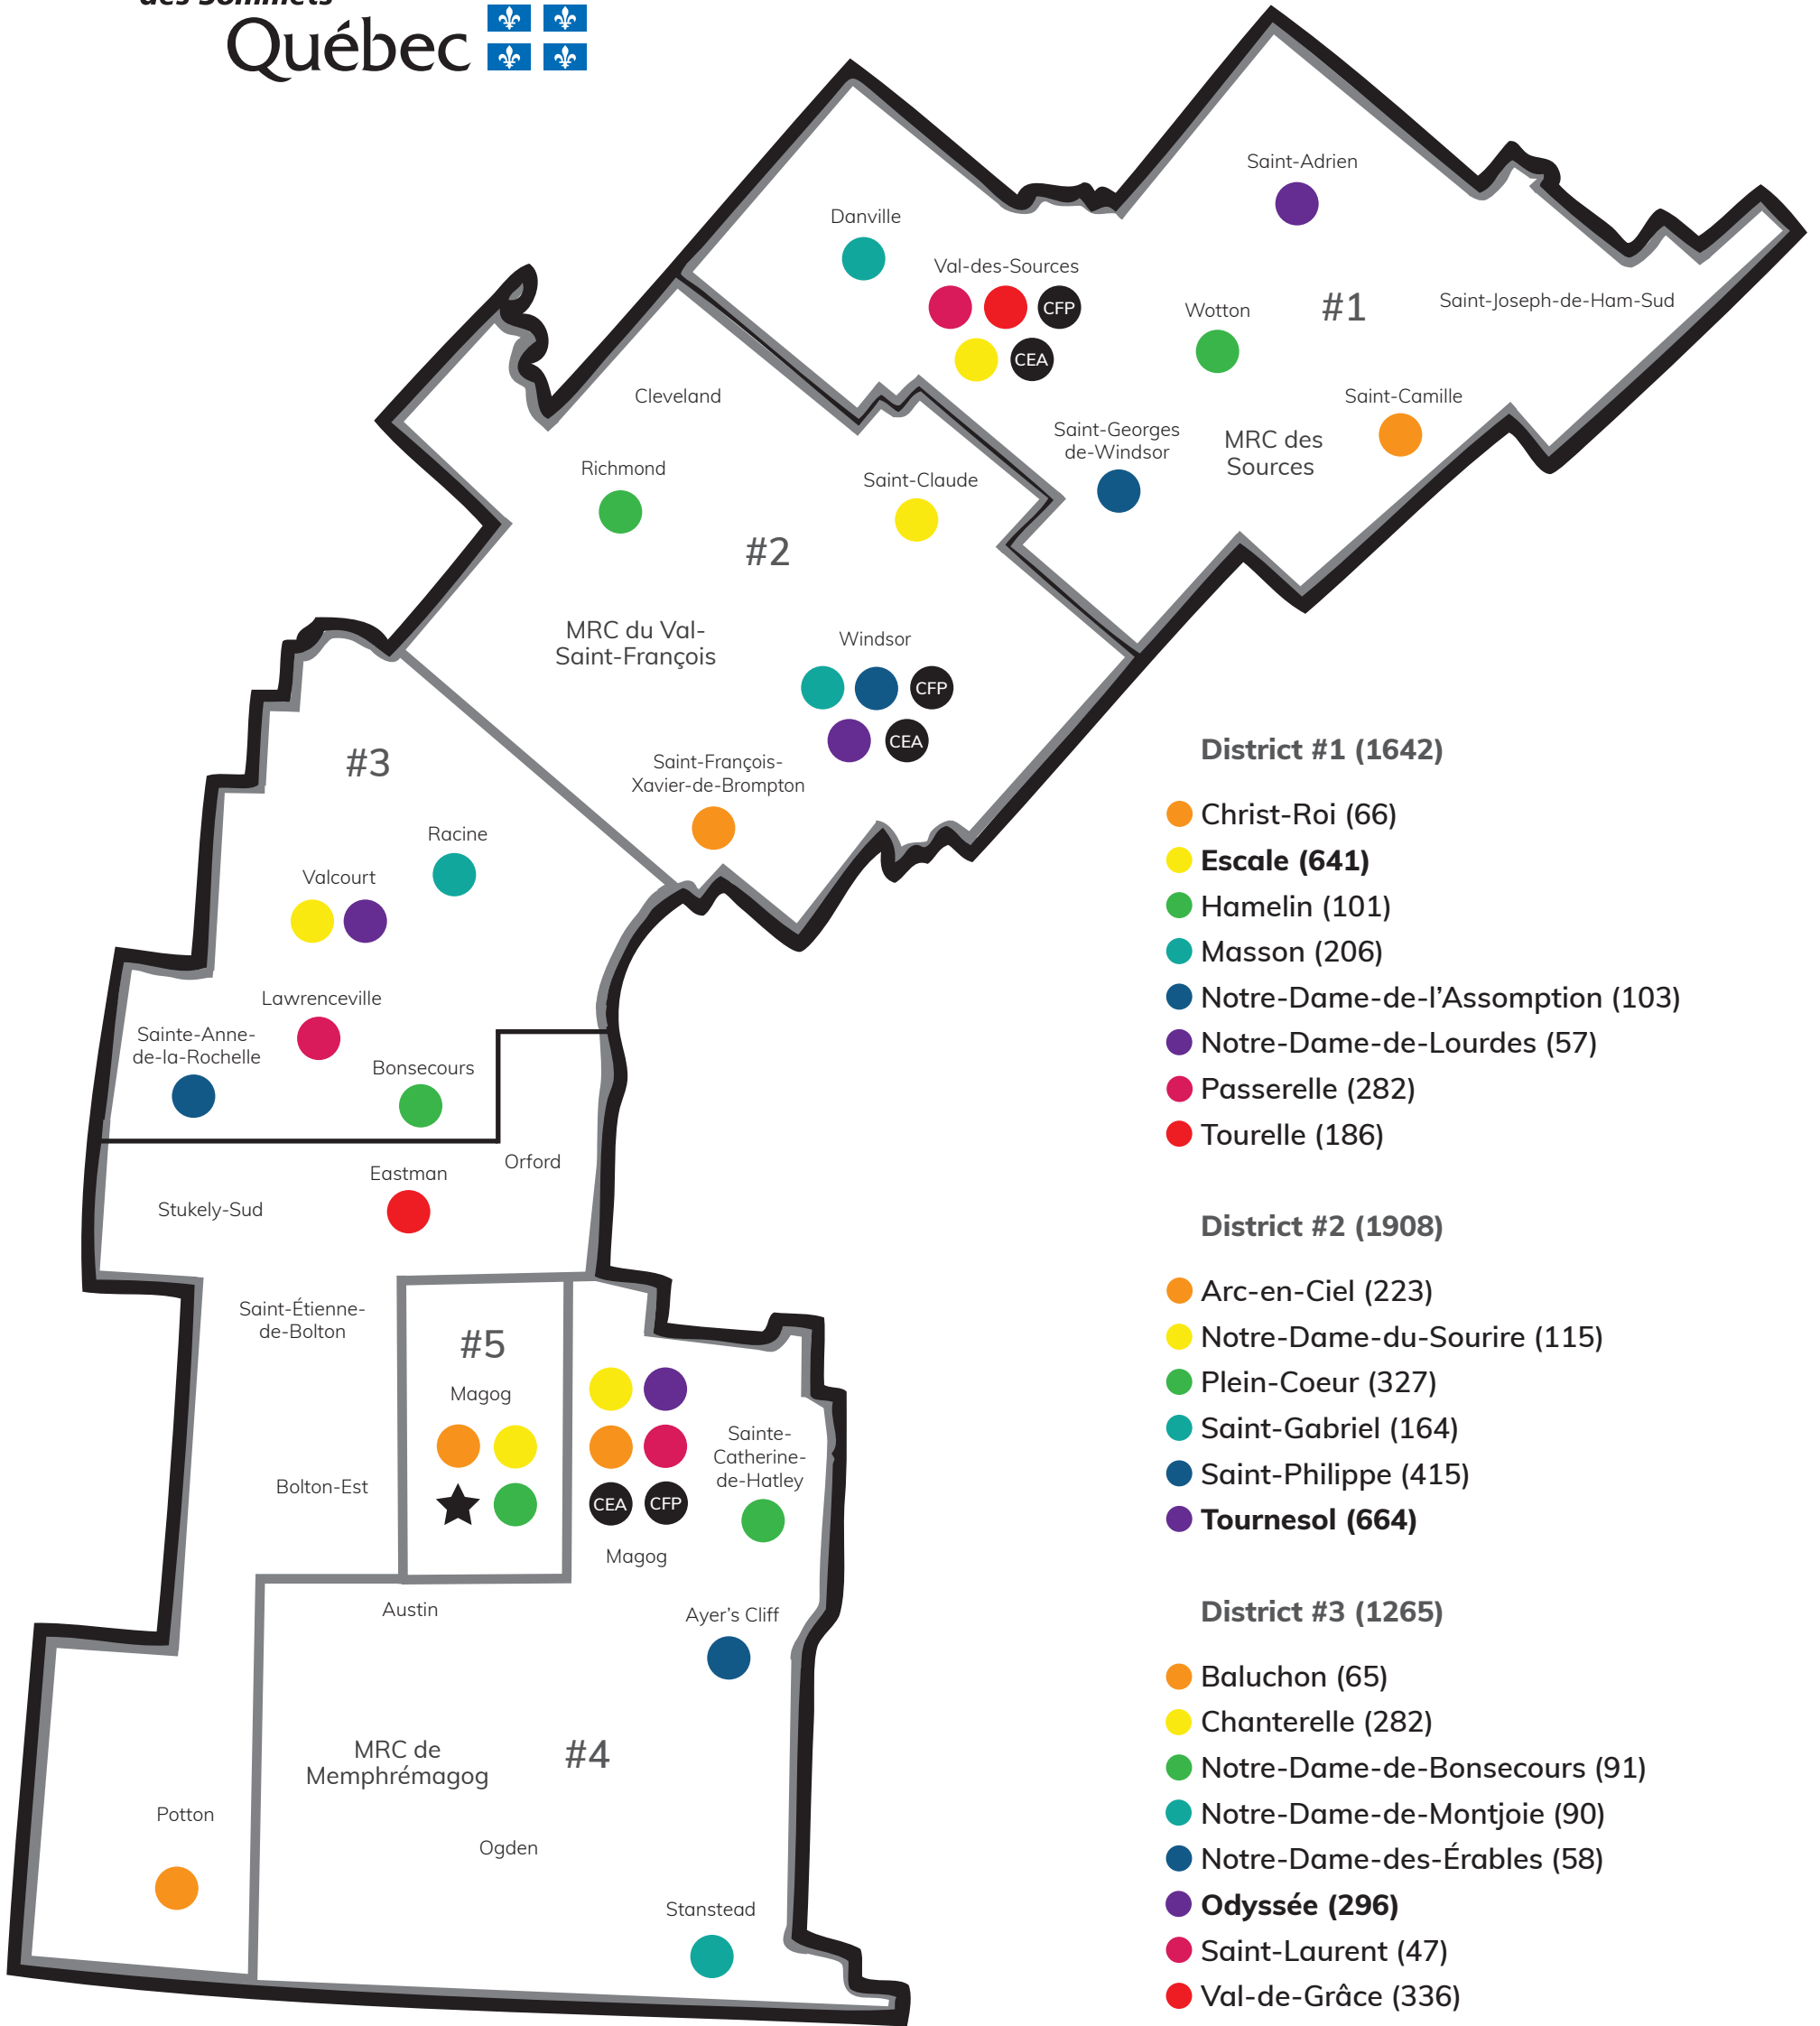 des Sommets
Québec
Saint-Adrien
Danville
Val-des-Sources
CFP
CEA
Wotton
#1
Saint-Joseph-de-Ham-Sud
Cleveland
Saint-Camille
Saint-Georges
de-Windsor
MRC des
Sources
Richmond
Saint-Claude
#2
MRC du Val-
Saint-François
Windsor
CFP
CEA
Saint-François-
Xavier-de-Brompton
#3
Racine
Valcourt
Lawrenceville
Sainte-Anne-
de-la-Rochelle
Bonsecours
Orford
Eastman
Stukely-Sud
Saint-Étienne-
de-Bolton
#5
Magog
Sainte-
Catherine-
de-Hatley
Bolton-Est
CEA
CFP
Magog
Austin
Ayer's Cliff
MRC de
Memphrémagog
#4
Potton
Ogden
Stanstead
District #1 (1642)
Christ-Roi (66)
Escale (641)
Hamelin (101)
Masson (206)
Notre-Dame-de-l'Assomption (103)
Notre-Dame-de-Lourdes (57)
Passerelle (282)
Tourelle (186)
District #2 (1908)
Arc-en-Ciel (223)
Notre-Dame-du-Sourire (115)
Plein-Coeur (327)
Saint-Gabriel (164)
Saint-Philippe (415)
Tournesol (664)
District #3 (1265)
Baluchon (65)
Chanterelle (282)
Notre-Dame-de-Bonsecours (91)
Notre-Dame-de-Montjoie (90)
Notre-Dame-des-Érables (58)
Odyssée (296)
Saint-Laurent (47)
Val-de-Grâce (336)